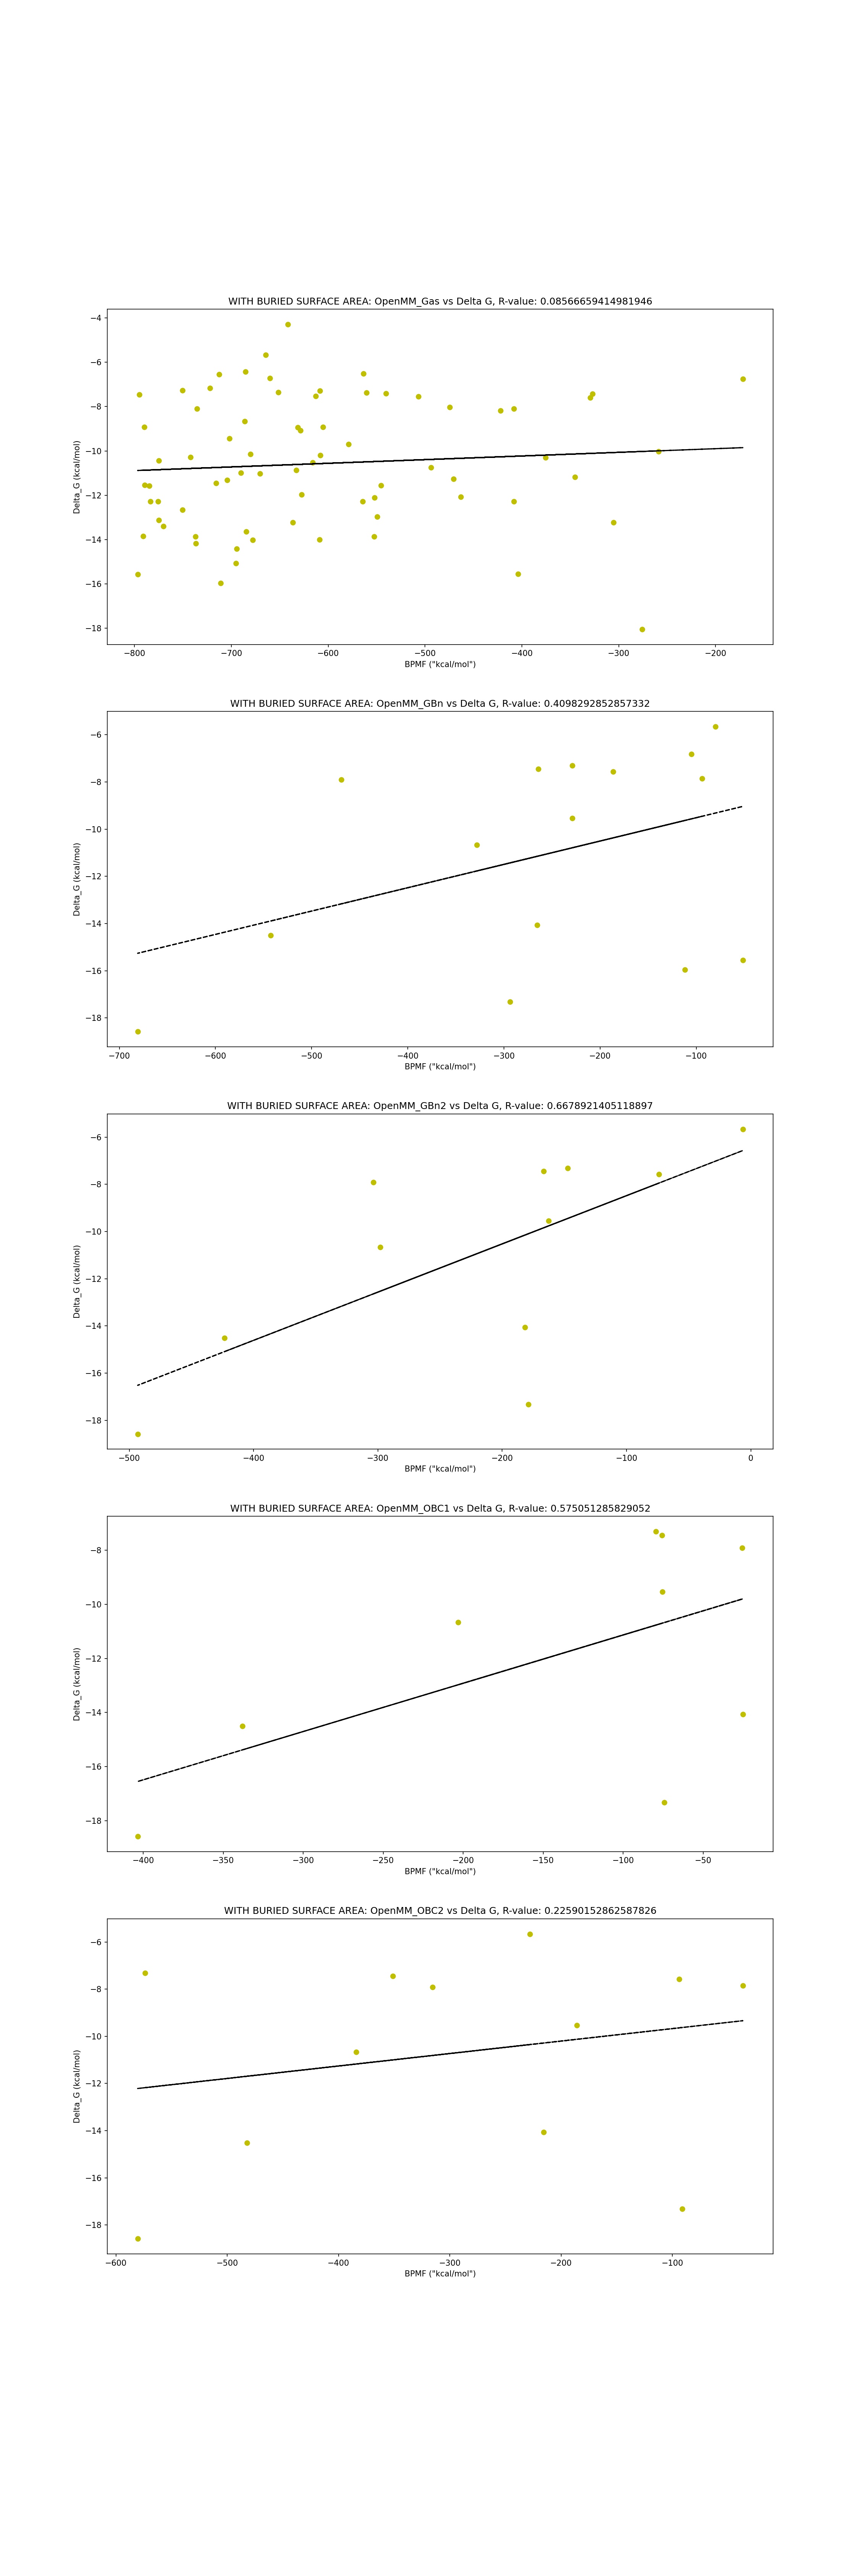 WITH BURIED SURFACE AREA: OpenMM_Gas vs Delta G, R-value: 0.08566659414981946
−4
−6
−8
−10
−12
−14
−16
−18
Delta_G (kcal/mol)
−800 −700 −600 −500 −400 −300 −200
BPMF ("kcal/mol")
WITH BURIED SURFACE AREA: OpenMM_GBn vs Delta G, R-value: 0.4098292852857332
−6
−8
−10
−12
−14
−16
−18
Delta_G (kcal/mol)
−700 −600 −500 −400 −300 −200 −100
BPMF ("kcal/mol")
WITH BURIED SURFACE AREA: OpenMM_GBn2 vs Delta G, R-value: 0.6678921405118897
−6
−8
−10
−12
−14
−16
−18
Delta_G (kcal/mol)
−500 −400 −300 −200 −100 0
BPMF ("kcal/mol")
WITH BURIED SURFACE AREA: OpenMM_OBC1 vs Delta G, R-value: 0.575051285829052
−8
−10
−12
−14
−16
−18
Delta_G (kcal/mol)
−400 −350 −300 −250 −200 −150 −100 −50
BPMF ("kcal/mol")
WITH BURIED SURFACE AREA: OpenMM_OBC2 vs Delta G, R-value: 0.22590152862587826
−6
−8
−10
−12
−14
−16
−18
Delta_G (kcal/mol)
−600 −500 −400 −300 −200 −100
BPMF ("kcal/mol")